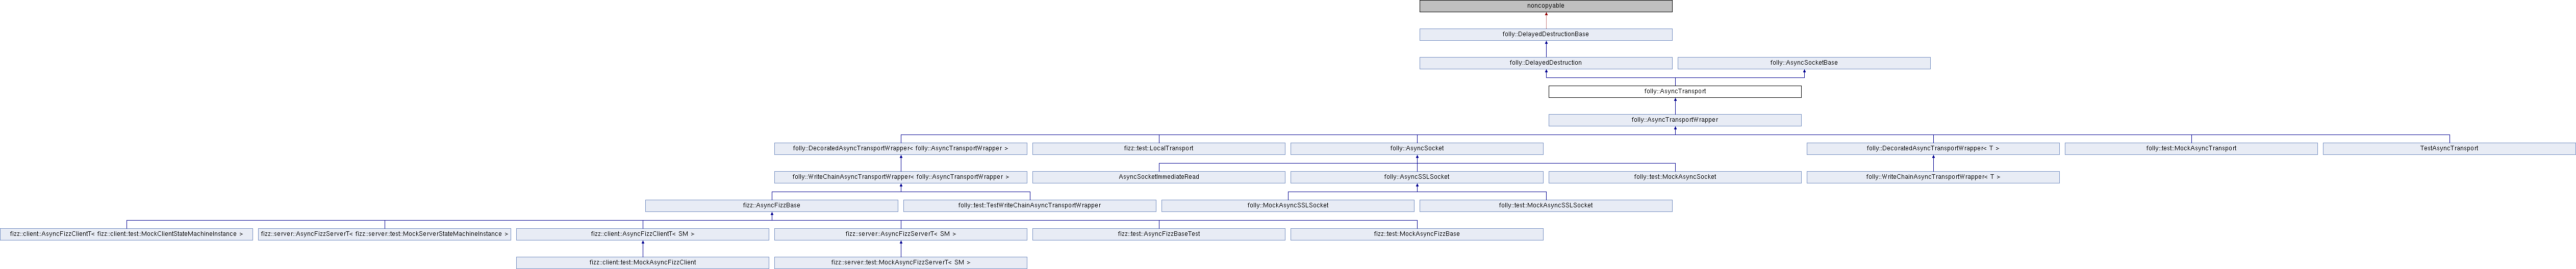 noncopyable
folly::DelayedDestructionBase
folly::DelayedDestruction
folly::AsyncSocketBase
folly::AsyncTransport
folly::AsyncTransportWrapper
folly::DecoratedAsyncTransportWrapper< folly::AsyncTransportWrapper >
fizz::test::LocalTransport
folly::AsyncSocket
folly::DecoratedAsyncTransportWrapper< T >
folly::test::MockAsyncTransport
TestAsyncTransport
folly::WriteChainAsyncTransportWrapper< folly::AsyncTransportWrapper >
AsyncSocketImmediateRead
folly::AsyncSSLSocket
folly::test::MockAsyncSocket
folly::WriteChainAsyncTransportWrapper< T >
fizz::AsyncFizzBase
folly::test::TestWriteChainAsyncTransportWrapper
folly::MockAsyncSSLSocket
folly::test::MockAsyncSSLSocket
fizz::client::AsyncFizzClientT< fizz::client::test::MockClientStateMachineInstance >
fizz::server::AsyncFizzServerT< fizz::server::test::MockServerStateMachineInstance >
fizz::client::AsyncFizzClientT< SM >
fizz::server::AsyncFizzServerT< SM >
fizz::test::AsyncFizzBaseTest
fizz::test::MockAsyncFizzBase
fizz::client::test::MockAsyncFizzClient
fizz::server::test::MockAsyncFizzServerT< SM >